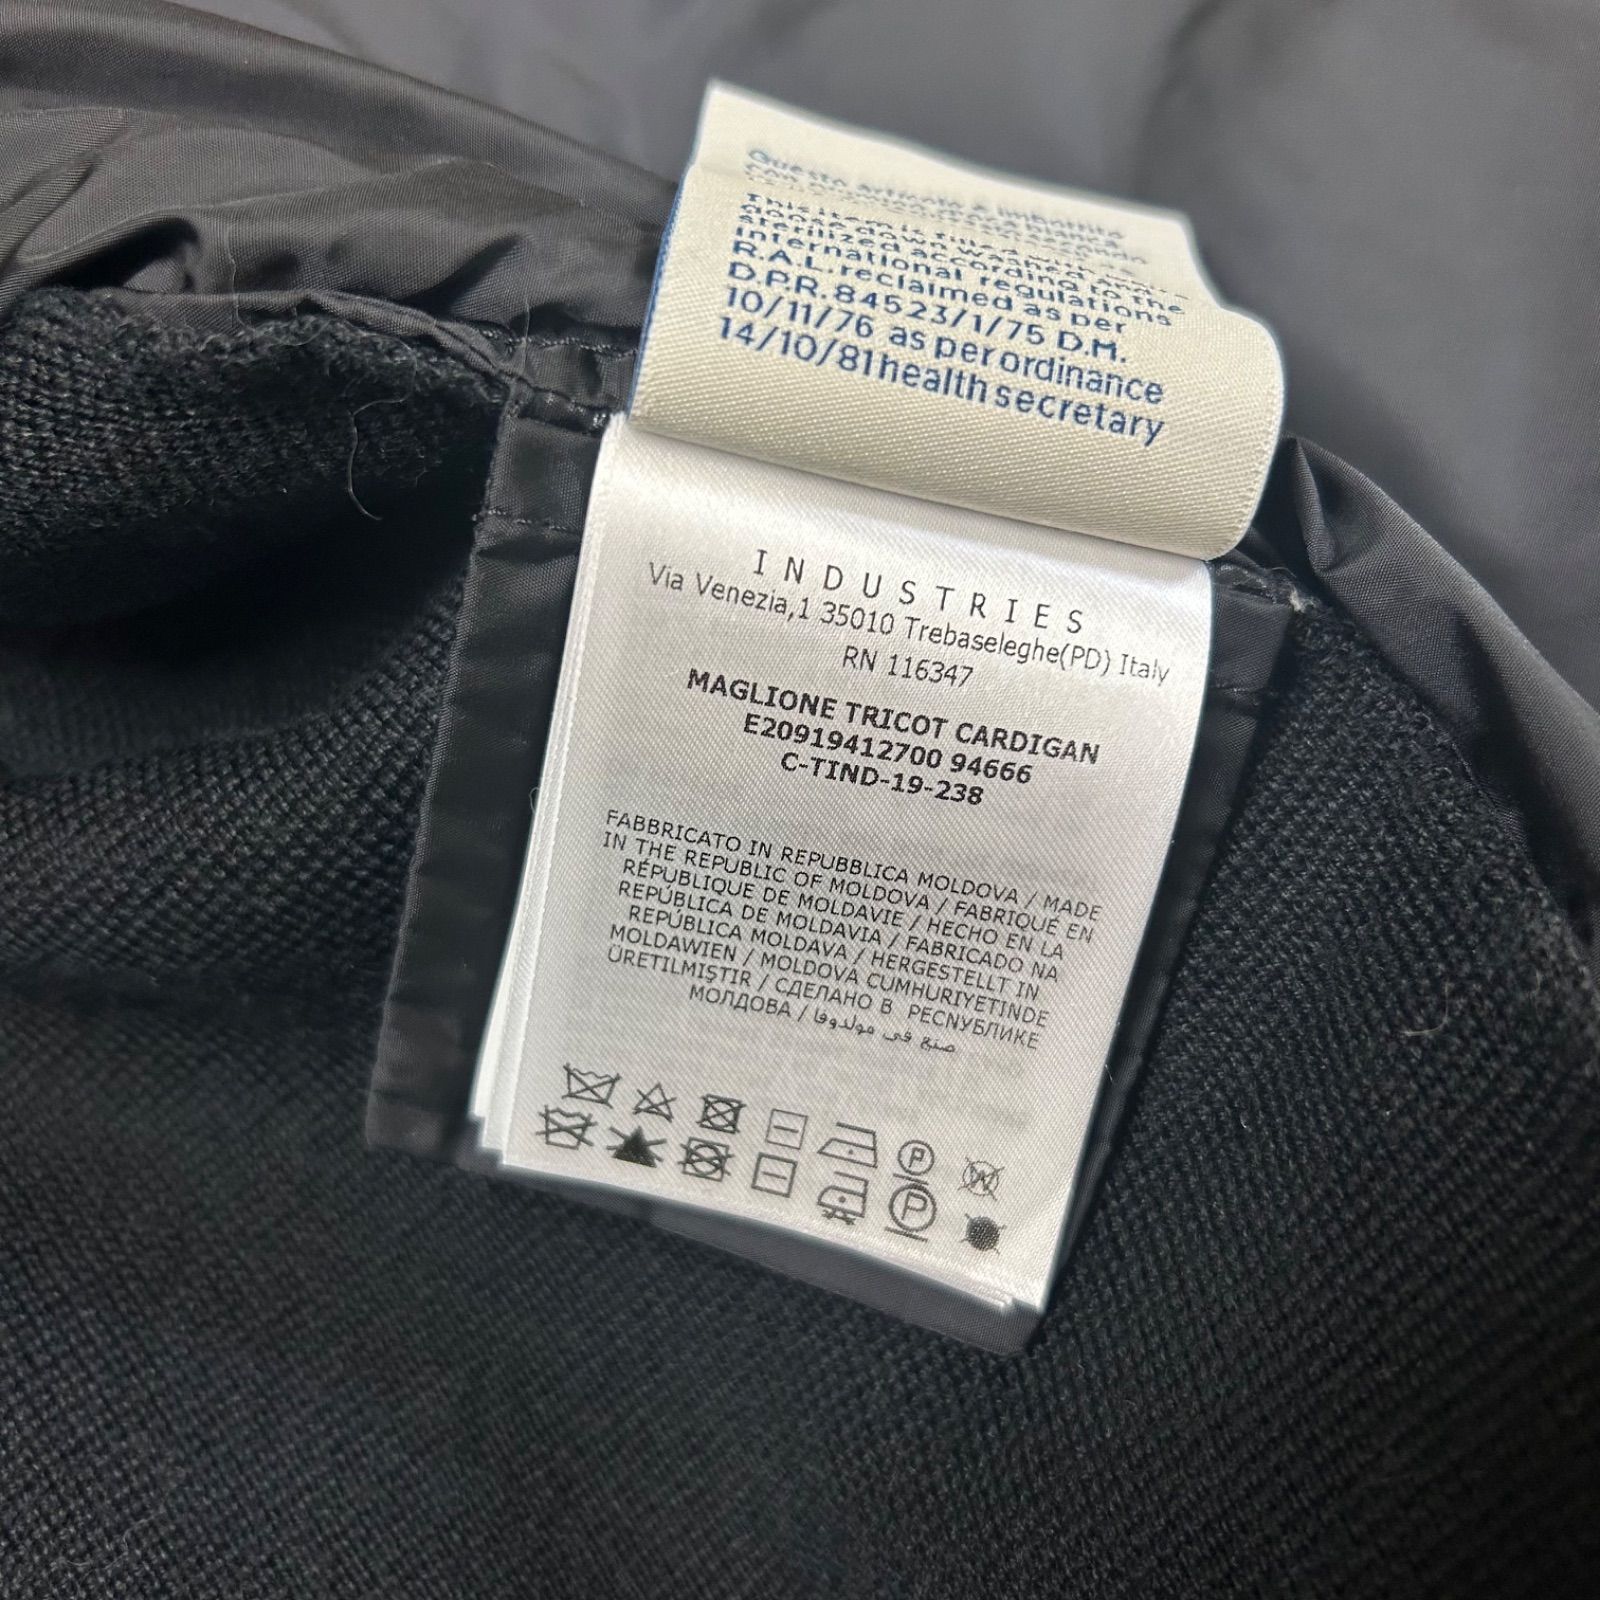 Questo articolo è imbottito
This item is filled with
goose down washed and
sterilized according to the
international regulations
R.A.L. reclaimed as per
D.P.R. 84523/1/75 D.M.
10/11/76 as per ordinance
14/10/81 health secretary
INDUSTRIES
Via Venezia,1 35010 Trebaseleghe(PD) Italy
RN 116347
MAGLIONE TRICOT CARDIGAN
E20919412700 94666
C-TIND-19-238
FABBRICATO IN REPUBBLICA MOLDOVA / MADE
IN THE REPUBLIC OF MOLDOVA / FABRIQUÉ EN
RÉPUBLIQUE DE MOLDAVIE / HECHO EN LA
REPÚBLICA DE MOLDAVIA / FABRICADO NA
REPÚBLICA MOLDAVA / HERGESTELLT IN
MOLDAWIEN / MOLDOVA CUMHURIYETINDE
ÜRETILMIŞTIR / СДЕЛАНО В РЕСПУБЛИКЕ
МОЛДОВА / صنع في مولدوفا
P W
P